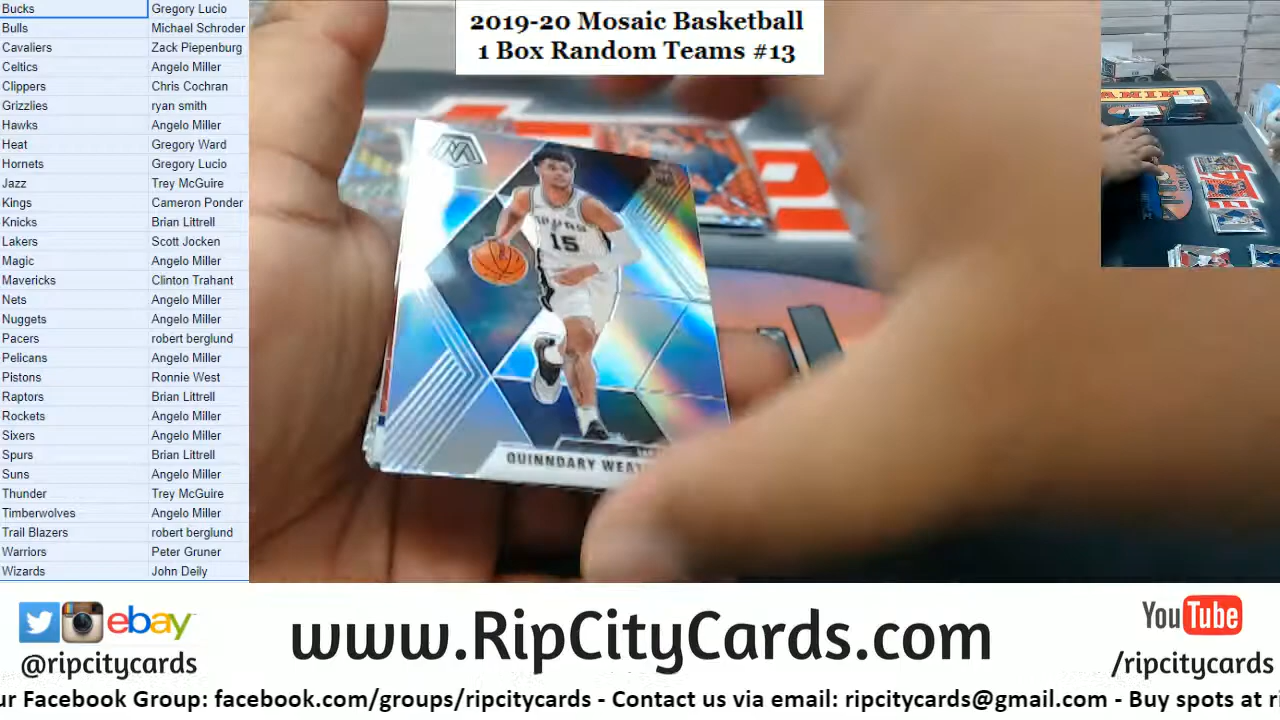 Bucks Gregory Lucio
Bulls Michael Schroder
Cavaliers Zack Piepenburg
Celtics Angelo Miller
Clippers Chris Cochran
Grizzlies ryan smith
Hawks Angelo Miller
Heat Gregory Ward
Hornets Gregory Lucio
Jazz Trey McGuire
Kings Cameron Ponder
Knicks Brian Littrell
Lakers Scott Jocken
Magic Angelo Miller
Mavericks Clinton Trahant
Nets Angelo Miller
Nuggets Angelo Miller
Pacers robert berglund
Pelicans Angelo Miller
Pistons Ronnie West
Raptors Brian Littrell
Rockets Angelo Miller
Sixers Angelo Miller
Spurs Brian Littrell
Suns Angelo Miller
Thunder Trey McGuire
Timberwolves Angelo Miller
Trail Blazers robert berglund
Warriors Peter Gruner
Wizards John Deily
2019-20 Mosaic Basketball
1 Box Random Teams #13
SPURS
15
QUINNDARY WEAT
PANINI
ebay
@ripcitycards
www.RipCityCards.com
YouTube
/ripcitycards
ur Facebook Group: facebook.com/groups/ripcitycards - Contact us via email: ripcitycards@gmail.com - Buy spots at ri